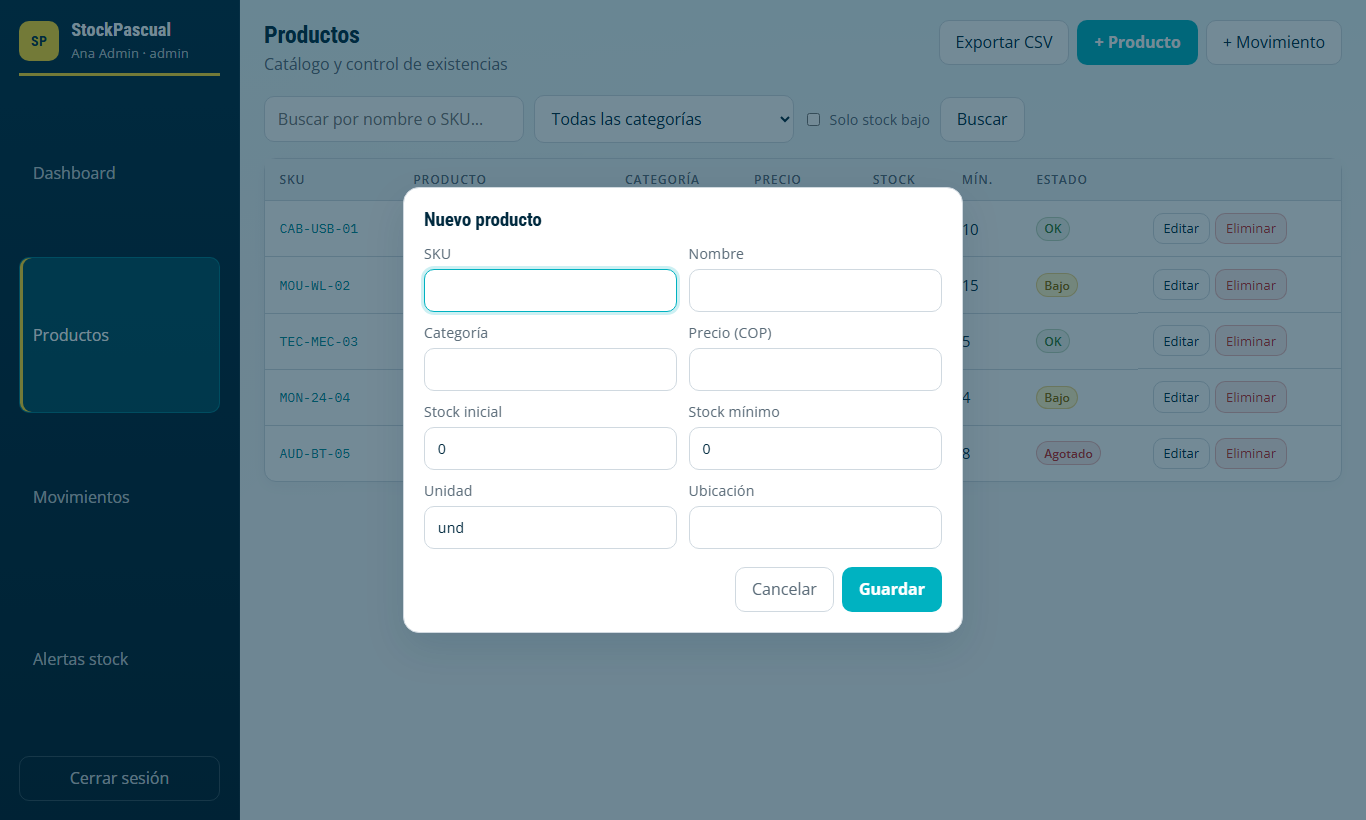 SP
StockPascual
Ana Admin · admin
Dashboard
Productos
Movimientos
Alertas stock
Cerrar sesión
Productos
Catálogo y control de existencias
Exportar CSV
+ Producto
+ Movimiento
Buscar por nombre o SKU...
Todas las categorías
Solo stock bajo
Buscar
SKU PRODUCTO CATEGORÍA PRECIO STOCK MÍN. ESTADO
CAB-USB-01 10 OK Editar Eliminar
MOU-WL-02 15 Bajo Editar Eliminar
TEC-MEC-03 5 OK Editar Eliminar
MON-24-04 4 Bajo Editar Eliminar
AUD-BT-05 8 Agotado Editar Eliminar
Nuevo producto
SKU Nombre
Categoría Precio (COP)
Stock inicial Stock mínimo
0 0
Unidad Ubicación
und
Cancelar Guardar